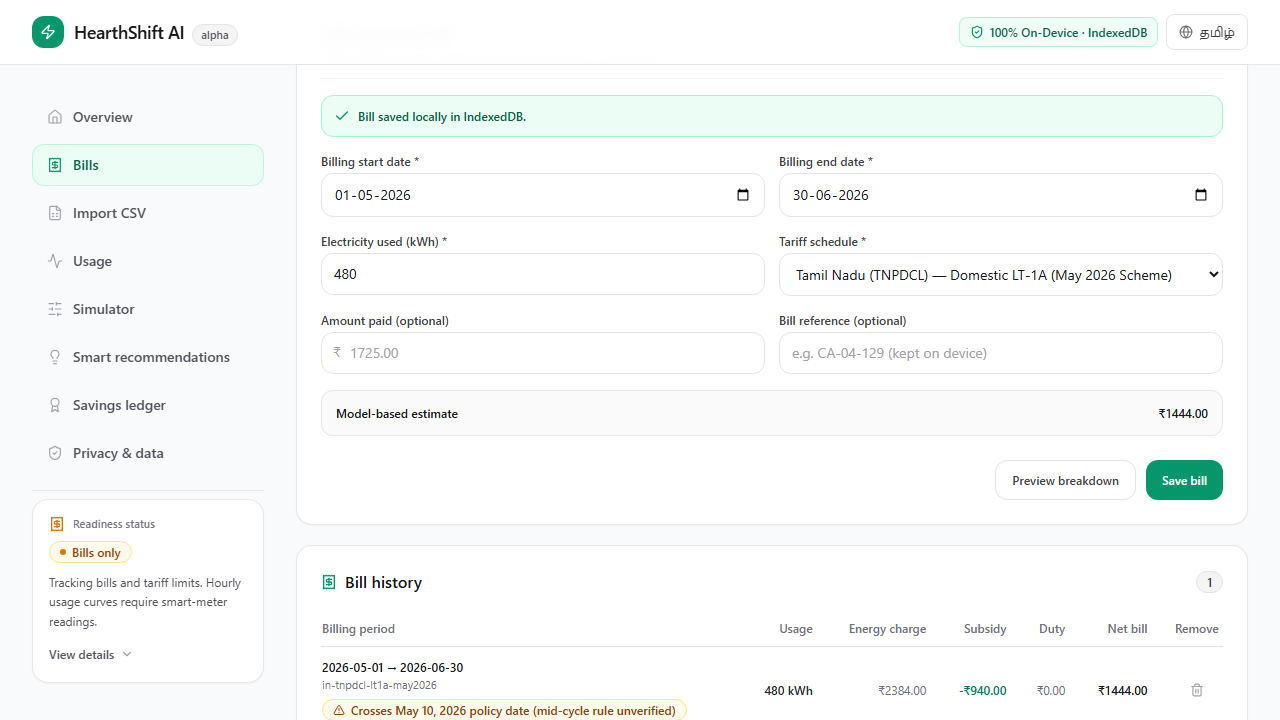 HearthShift AI alpha
100% On-Device · IndexedDB
தமிழ்
Overview
Bills
Import CSV
Usage
Simulator
Smart recommendations
Savings ledger
Privacy & data
Readiness status
Bills only
Tracking bills and tariff limits. Hourly
usage curves require smart-meter
readings.
View details
Bill saved locally in IndexedDB.
Billing start date *
Billing end date *
01-05-2026
30-06-2026
Electricity used (kWh) *
Tariff schedule *
480
Tamil Nadu (TNPDCL) — Domestic LT-1A (May 2026 Scheme)
Amount paid (optional)
Bill reference (optional)
₹ 1725.00
e.g. CA-04-129 (kept on device)
Model-based estimate ₹1444.00
Preview breakdown
Save bill
Bill history 1
Billing period Usage Energy charge Subsidy Duty Net bill Remove
2026-05-01 → 2026-06-30
in-tnpdcl-lt1a-may2026
480 kWh ₹2384.00 -₹940.00 ₹0.00 ₹1444.00
Crosses May 10, 2026 policy date (mid-cycle rule unverified)